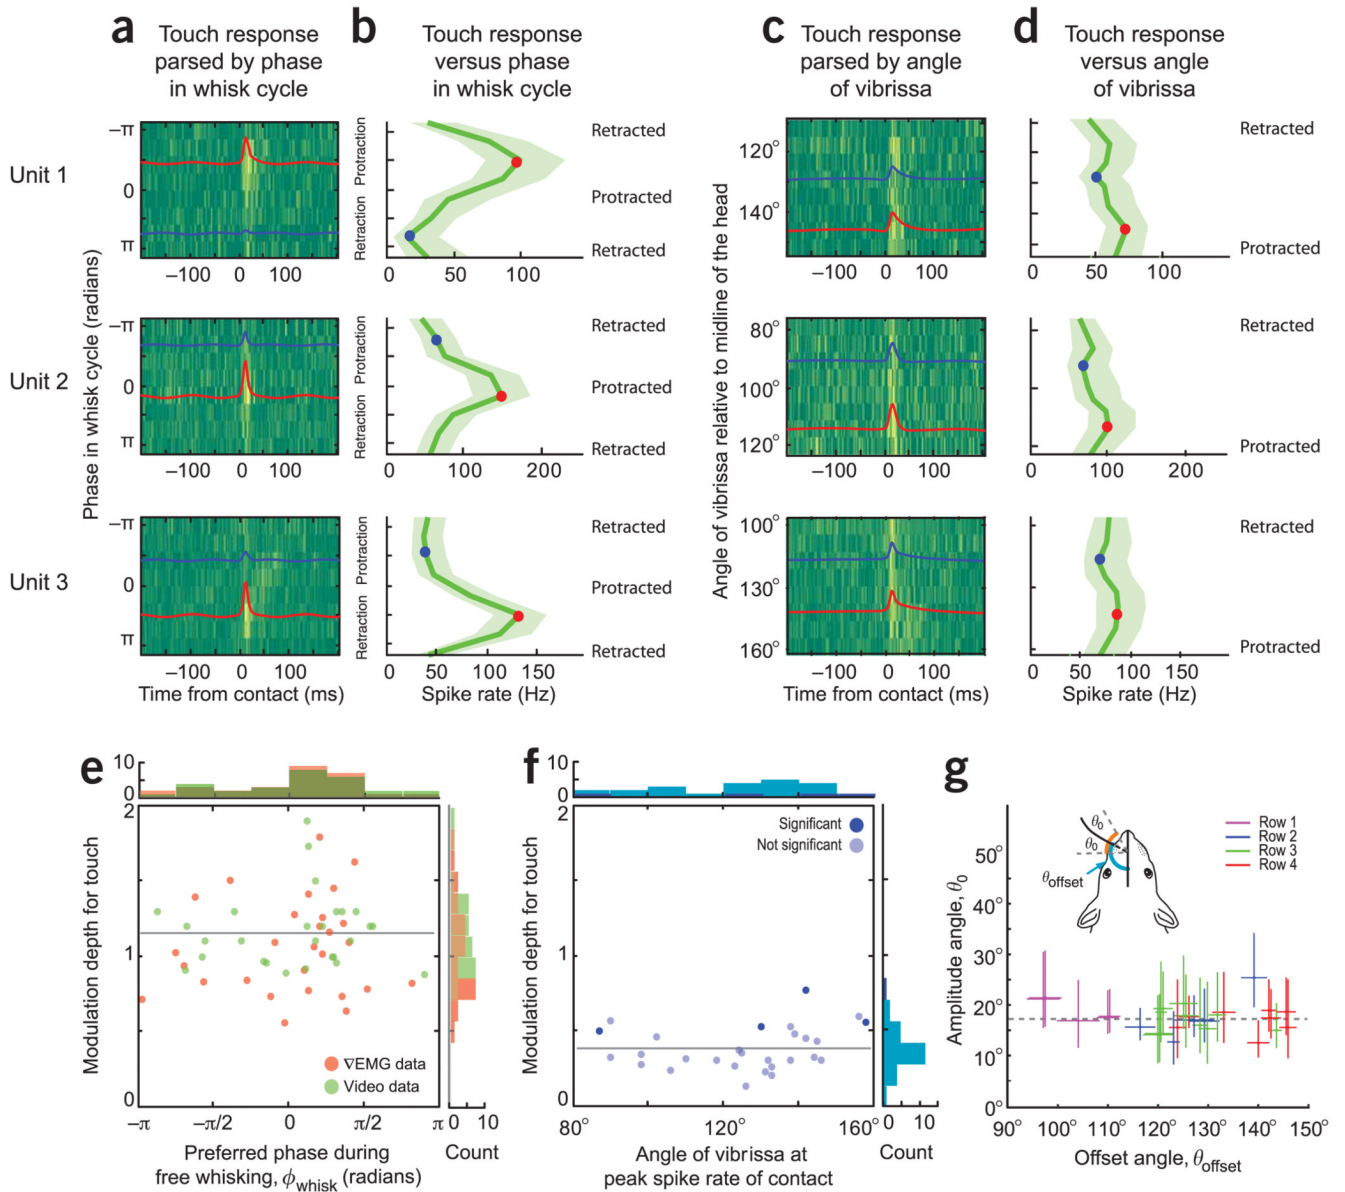 a
Touch response
parsed by phase
in whisk cycle
b
Touch response
versus phase
in whisk cycle
c
Touch response
parsed by angle
of vibrissa
d
Touch response
versus angle
of vibrissa
Unit 1
Unit 2
Unit 3
Phase in whisk cycle (radians)
–π
0
π
–100 0 100
–π
0
π
–100 0 100
–π
0
π
–100 0 100
Time from contact (ms)
Retraction Protraction
Retracted
Protracted
Retracted
0 50 100
Retraction Protraction
Retracted
Protracted
Retracted
0 100 200
Retraction Protraction
Retracted
Protracted
Retracted
0 50 100 150
Spike rate (Hz)
Angle of vibrissa relative to midline of the head
120°
140°
–100 0 100
80°
100°
120°
–100 0 100
100°
130°
160°
–100 0 100
Time from contact (ms)
Retracted
Protracted
0 50 100
Retracted
Protracted
0 100 200
Retracted
Protracted
0 50 100 150
Spike rate (Hz)
e
10
0
2
1
0
Modulation depth for touch
∇EMG data
Video data
–π –π/2 0 π/2 π
0 10
Count
Preferred phase during
free whisking, ϕwhisk (radians)
f
10
0
2
1
0
Modulation depth for touch
Significant
Not significant
80° 120° 160°
0 10
Count
Angle of vibrissa at
peak spike rate of contact
g
θ0
θ0
θoffset
Row 1
Row 2
Row 3
Row 4
Amplitude angle, θ0
50°
40°
30°
20°
10°
0°
90° 100° 110° 120° 130° 140° 150°
Offset angle, θoffset